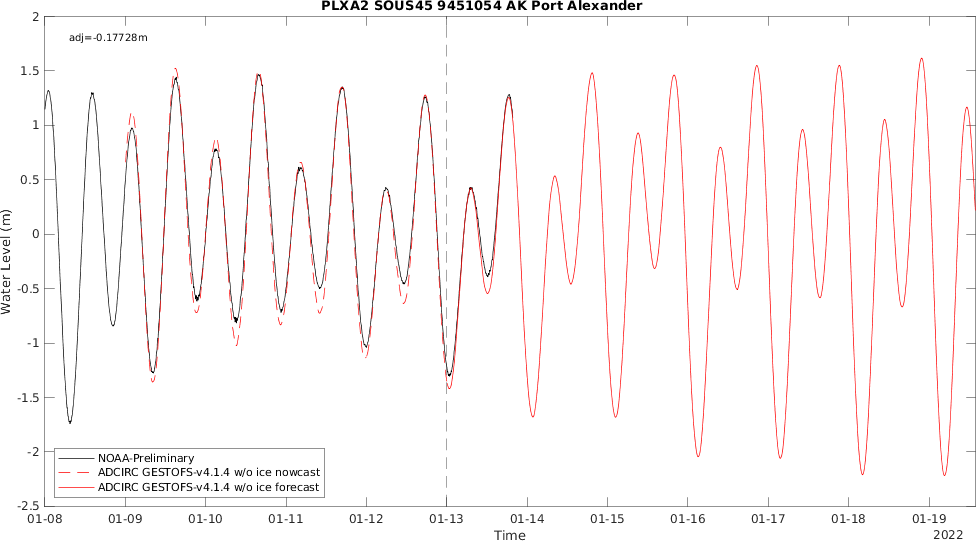 PLXA2 SOUS45 9451054 AK Port Alexander
adj=-0.17728m
2
1.5
1
0.5
0
-0.5
-1
-1.5
-2
-2.5
Water Level (m)
NOAA-Preliminary
ADCIRC GESTOFS-v4.1.4 w/o ice nowcast
ADCIRC GESTOFS-v4.1.4 w/o ice forecast
01-08 01-09 01-10 01-11 01-12 01-13 01-14 01-15 01-16 01-17 01-18 01-19
Time
2022